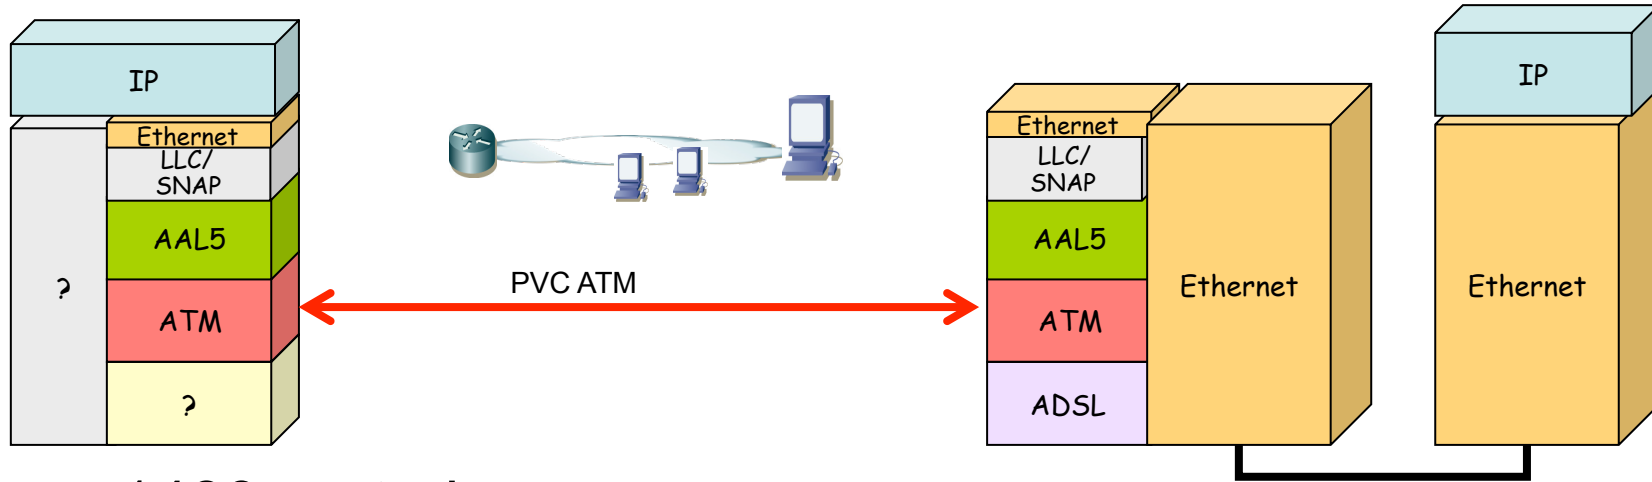 IP
Ethernet
LLC/
SNAP
AAL5
ATM
?
?
PVC ATM
Ethernet
LLC/
SNAP
AAL5
ATM
ADSL
Ethernet
IP
Ethernet